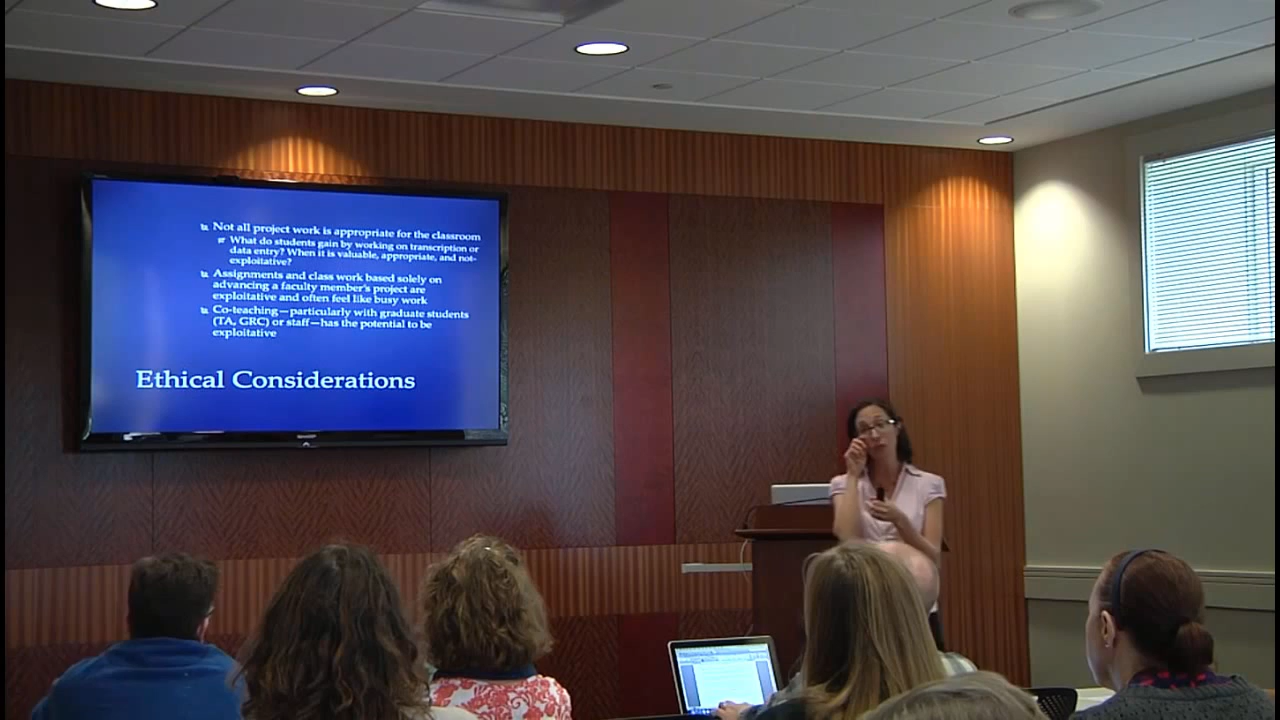 Not all project work is appropriate for the classroom
What do students gain by working on transcription or
data entry? When it is valuable, appropriate, and not-
exploitative?
Assignments and class work based solely on
advancing a faculty member's project are
exploitative and often feel like busy work
Co-teaching—particularly with graduate students
(TA, GRC) or staff—has the potential to be
exploitative
Ethical Considerations
SHARP